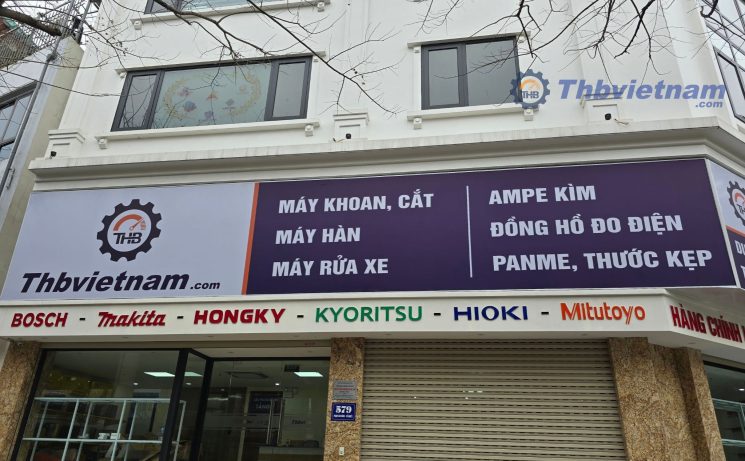 THB
Thbvietnam
.com
THB
Thbvietnam.com
MÁY KHOAN, CẮT
MÁY HÀN
MÁY RỬA XE
AMPE KÌM
ĐỒNG HỒ ĐO ĐIỆN
PANME, THƯỚC KẸP
BOSCH - makita - HONGKY - KYORITSU - HIOKI - Mitutoyo
HÀNG CHÍNH
579